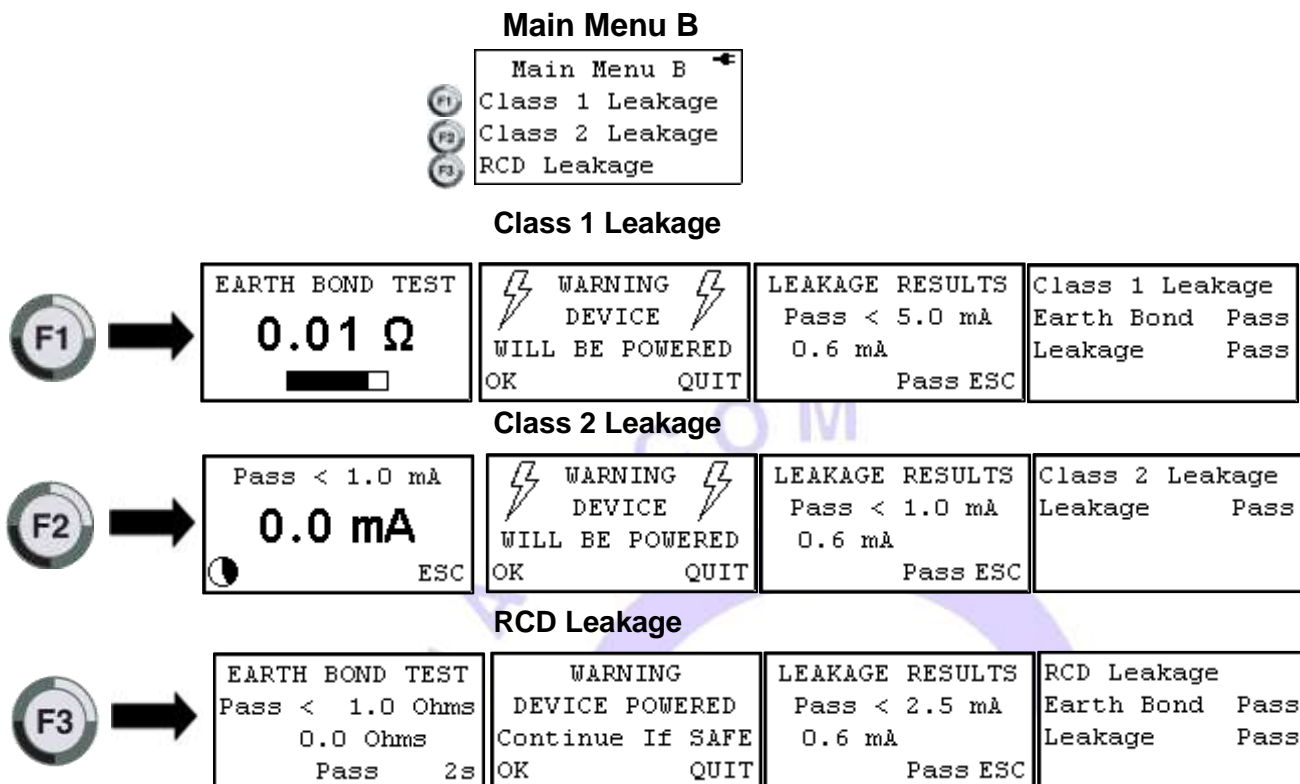 Main Menu B
Main Menu B
F1 Class 1 Leakage
F2 Class 2 Leakage
F3 RCD Leakage
Class 1 Leakage
F1
EARTH BOND TEST
0.01 Ω
WARNING
DEVICE
WILL BE POWERED
OK QUIT
LEAKAGE RESULTS
Pass < 5.0 mA
0.6 mA
Pass ESC
Class 1 Leakage
Earth Bond Pass
Leakage Pass
Class 2 Leakage
F2
Pass < 1.0 mA
0.0 mA
ESC
WARNING
DEVICE
WILL BE POWERED
OK QUIT
LEAKAGE RESULTS
Pass < 1.0 mA
0.6 mA
Pass ESC
Class 2 Leakage
Leakage Pass
RCD Leakage
F3
EARTH BOND TEST
Pass < 1.0 Ohms
0.0 Ohms
Pass 2s
WARNING
DEVICE POWERED
Continue If SAFE
OK QUIT
LEAKAGE RESULTS
Pass < 2.5 mA
0.6 mA
Pass ESC
RCD Leakage
Earth Bond Pass
Leakage Pass